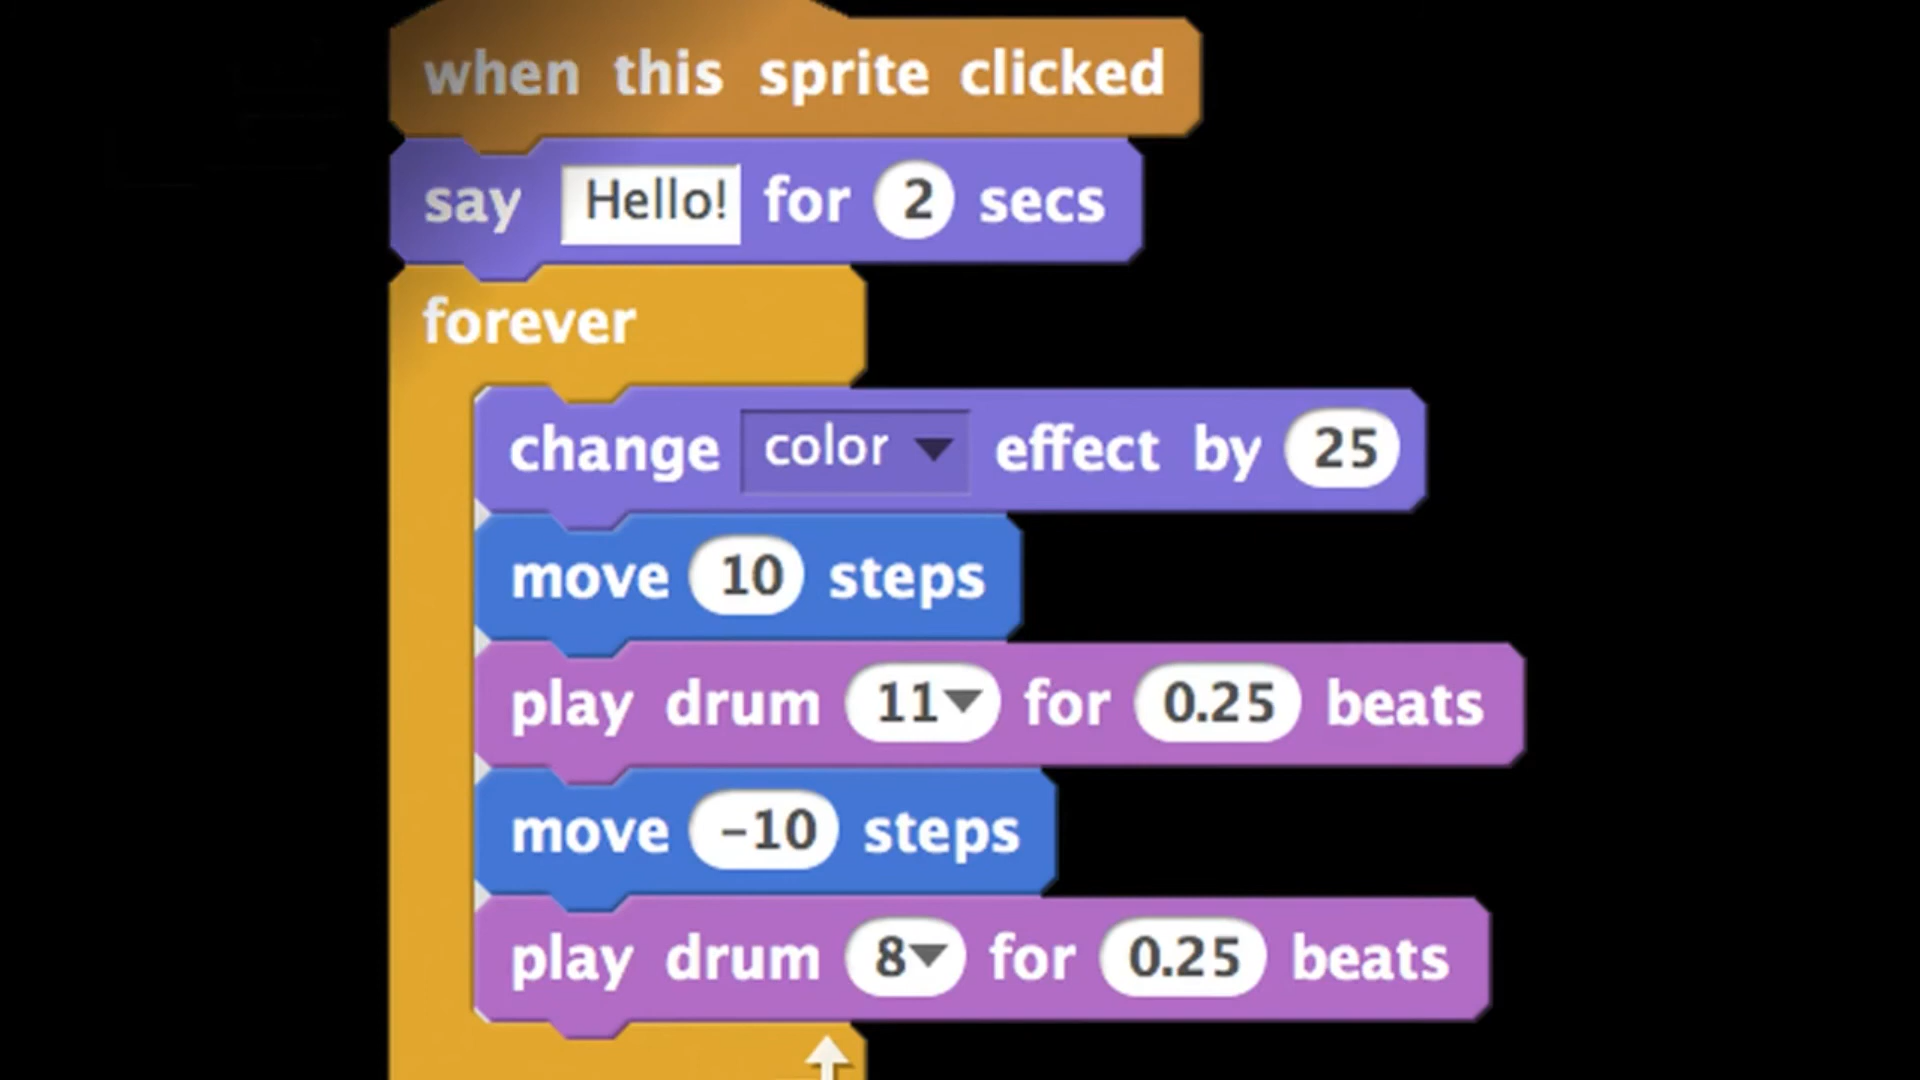 when this sprite clicked
say Hello! for 2 secs
forever
change color effect by 25
move 10 steps
play drum 11 for 0.25 beats
move -10 steps
play drum 8 for 0.25 beats